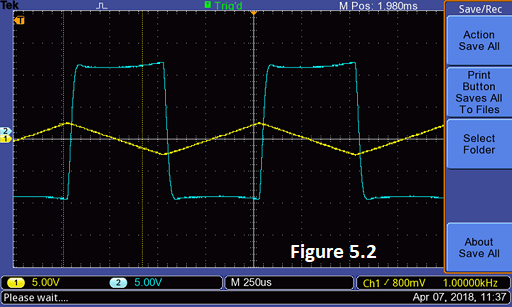 Tek
Trig'd
M Pos: 1.980ms
Save/Rec
T
Action
Save All
Print
Button
Saves All
To Files
2
1
Select
Folder
Figure 5.2
About
Save All
1 5.00V
2 5.00V
M 250us
Ch1 / 800mV
1.00000kHz
Please wait....
Apr 07, 2018, 11:37